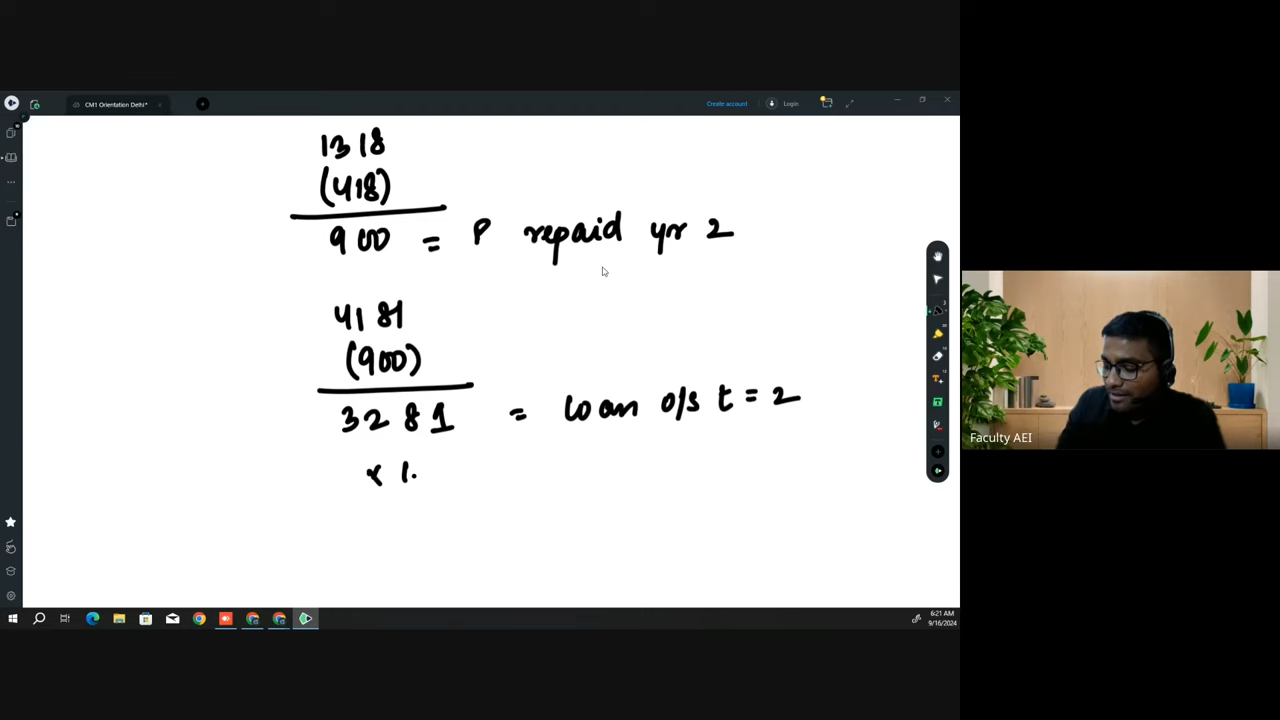 CM1 Orientation Delhi*
Create account
Login
1318
(418)
900 = P repaid yr 2
4181
(900)
3281 = loan o/s t = 2
x 1.
Faculty AEI
6:21 AM
9/16/2024